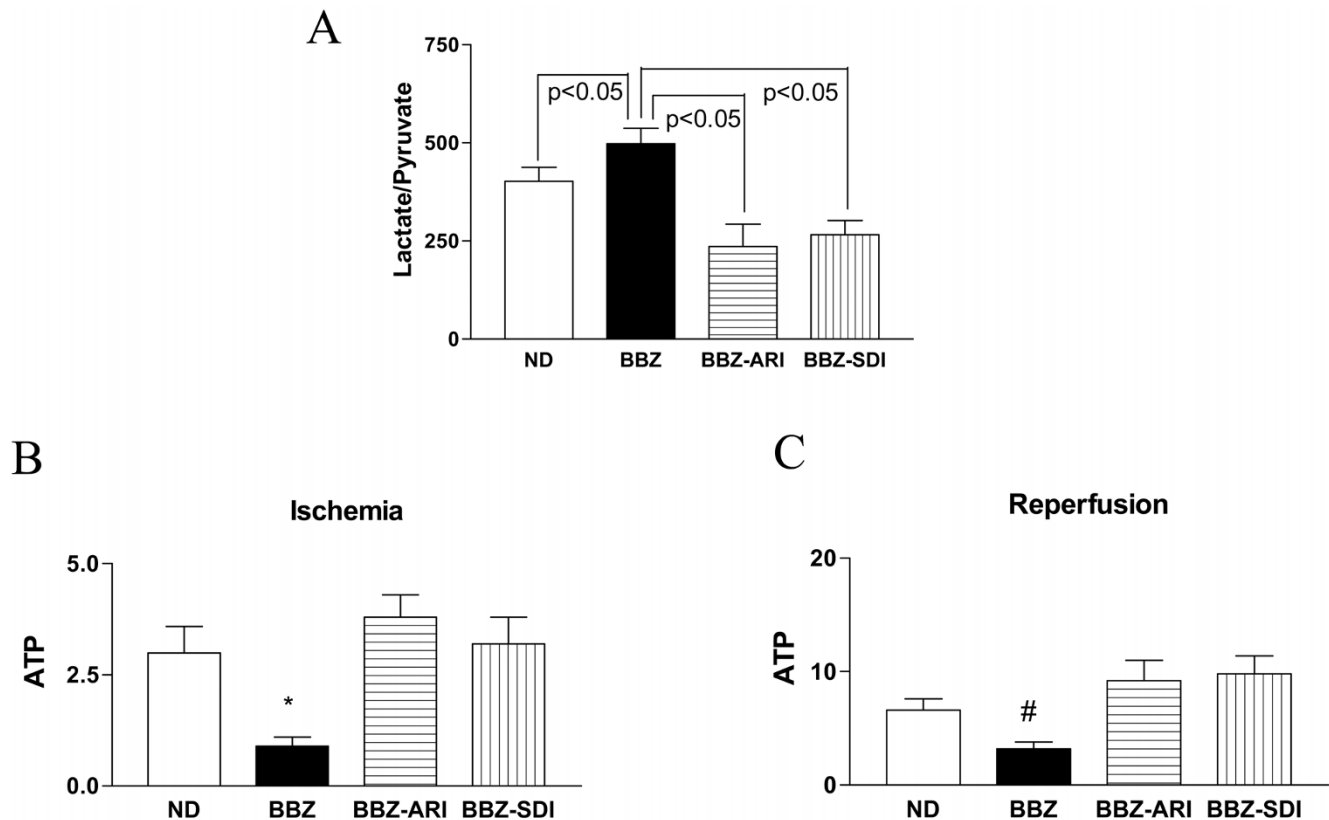 A
Lactate/Pyruvate
750
500
250
0
p<0.05
p<0.05
p<0.05
ND BBZ BBZ-ARI BBZ-SDI
B
Ischemia
ATP
5.0
2.5
0.0
*
ND BBZ BBZ-ARI BBZ-SDI
C
Reperfusion
ATP
20
10
0
#
ND BBZ BBZ-ARI BBZ-SDI